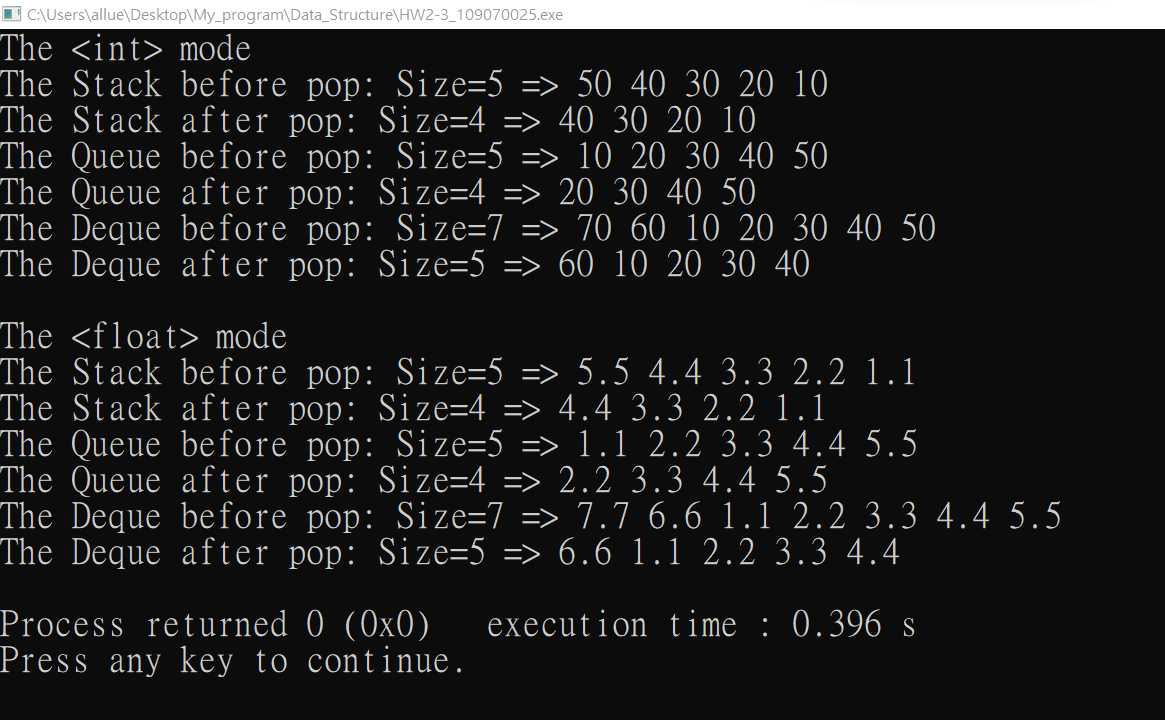 C:\Users\allue\Desktop\My_program\Data_Structure\HW2-3_109070025.exe
The <int> mode
The Stack before pop: Size=5 => 50 40 30 20 10
The Stack after pop: Size=4 => 40 30 20 10
The Queue before pop: Size=5 => 10 20 30 40 50
The Queue after pop: Size=4 => 20 30 40 50
The Deque before pop: Size=7 => 70 60 10 20 30 40 50
The Deque after pop: Size=5 => 60 10 20 30 40
The <float> mode
The Stack before pop: Size=5 => 5.5 4.4 3.3 2.2 1.1
The Stack after pop: Size=4 => 4.4 3.3 2.2 1.1
The Queue before pop: Size=5 => 1.1 2.2 3.3 4.4 5.5
The Queue after pop: Size=4 => 2.2 3.3 4.4 5.5
The Deque before pop: Size=7 => 7.7 6.6 1.1 2.2 3.3 4.4 5.5
The Deque after pop: Size=5 => 6.6 1.1 2.2 3.3 4.4
Process returned 0 (0x0)   execution time : 0.396 s
Press any key to continue.